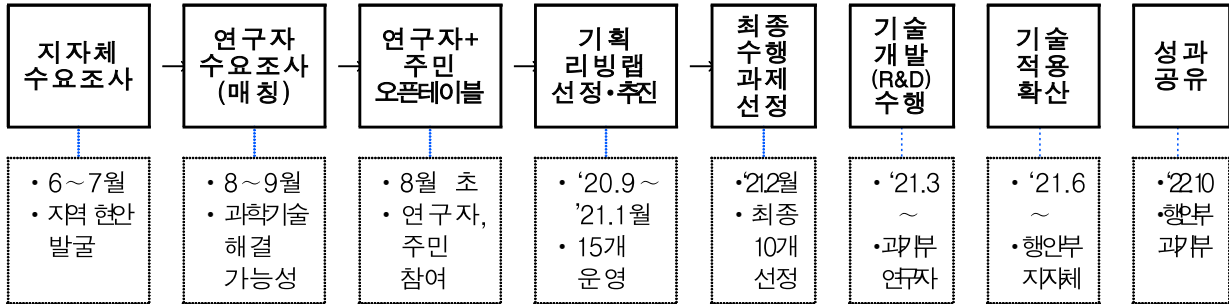 지자체
수요조사
→
연구자
수요조사
(매칭)
→
연구자+
주민
오픈테이블
→
기획
리빙랩
선정•추진
→
최종
수행
과제
선정
기술
개발
(R&D)
수행
기술
적용
확산
성과
공유
• 6～7월
• 지역 현안
발굴
• 8～9월
• 과학기술
해결
가능성
• 8월 초
• 연구자,
주민
참여
• ‘20.9～
’21.1월
• 15개
운영
•‘21.2월
• 최종
10개
선정
• ‘21.3
～
•과기부
연구자
• ‘21.6
～
•행안부
지자체
•‘22.10
•행안부
과기부